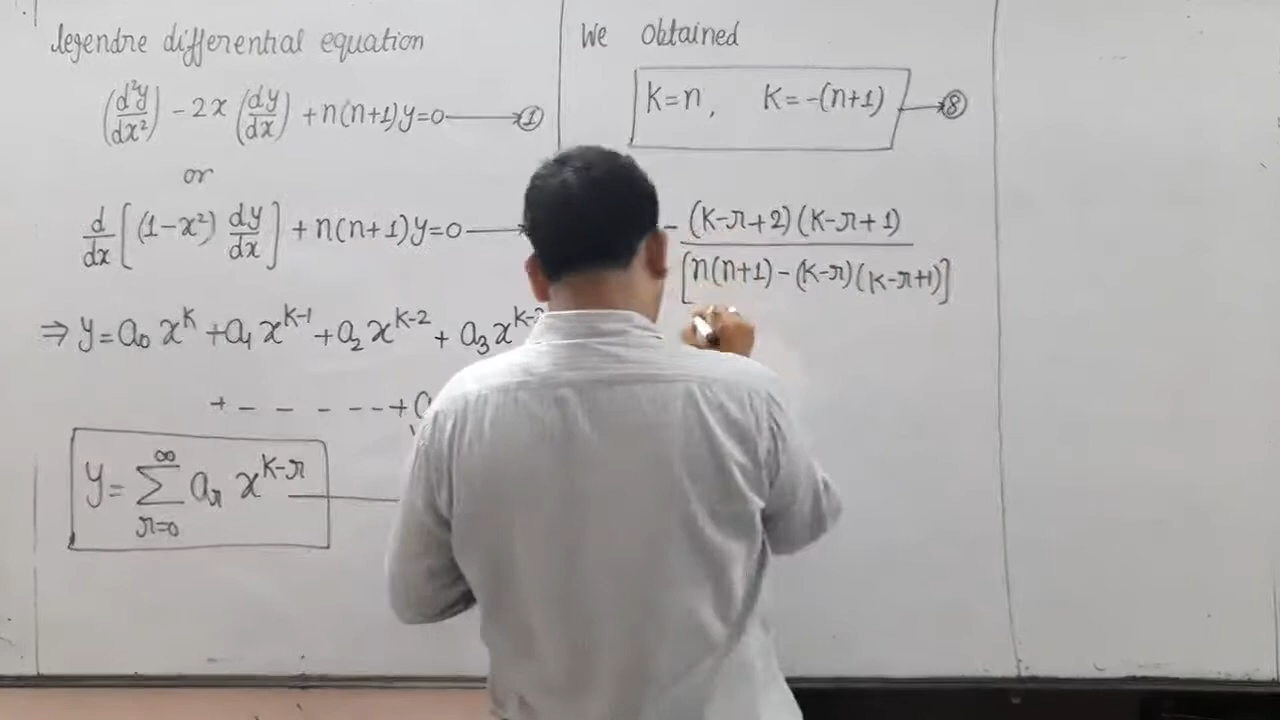 legendre differential equation
(d²y/dx²) - 2x (dy/dx) + n(n+1)y=0 → ①
or
d/dx [(1-x²) dy/dx] + n(n+1)y=0
⇒ y = a₀ x^k + a₁ x^(k-1) + a₂ x^(k-2) + a₃ x^(k-3)
+ - - - - - - +
y = ∑_(r=0)^∞ a_r x^(k-r)
We obtained
K=n, K=-(n+1) → ⑧
- (k-r+2)(k-r+1) / [n(n+1)-(k-r)(k-r+1)]